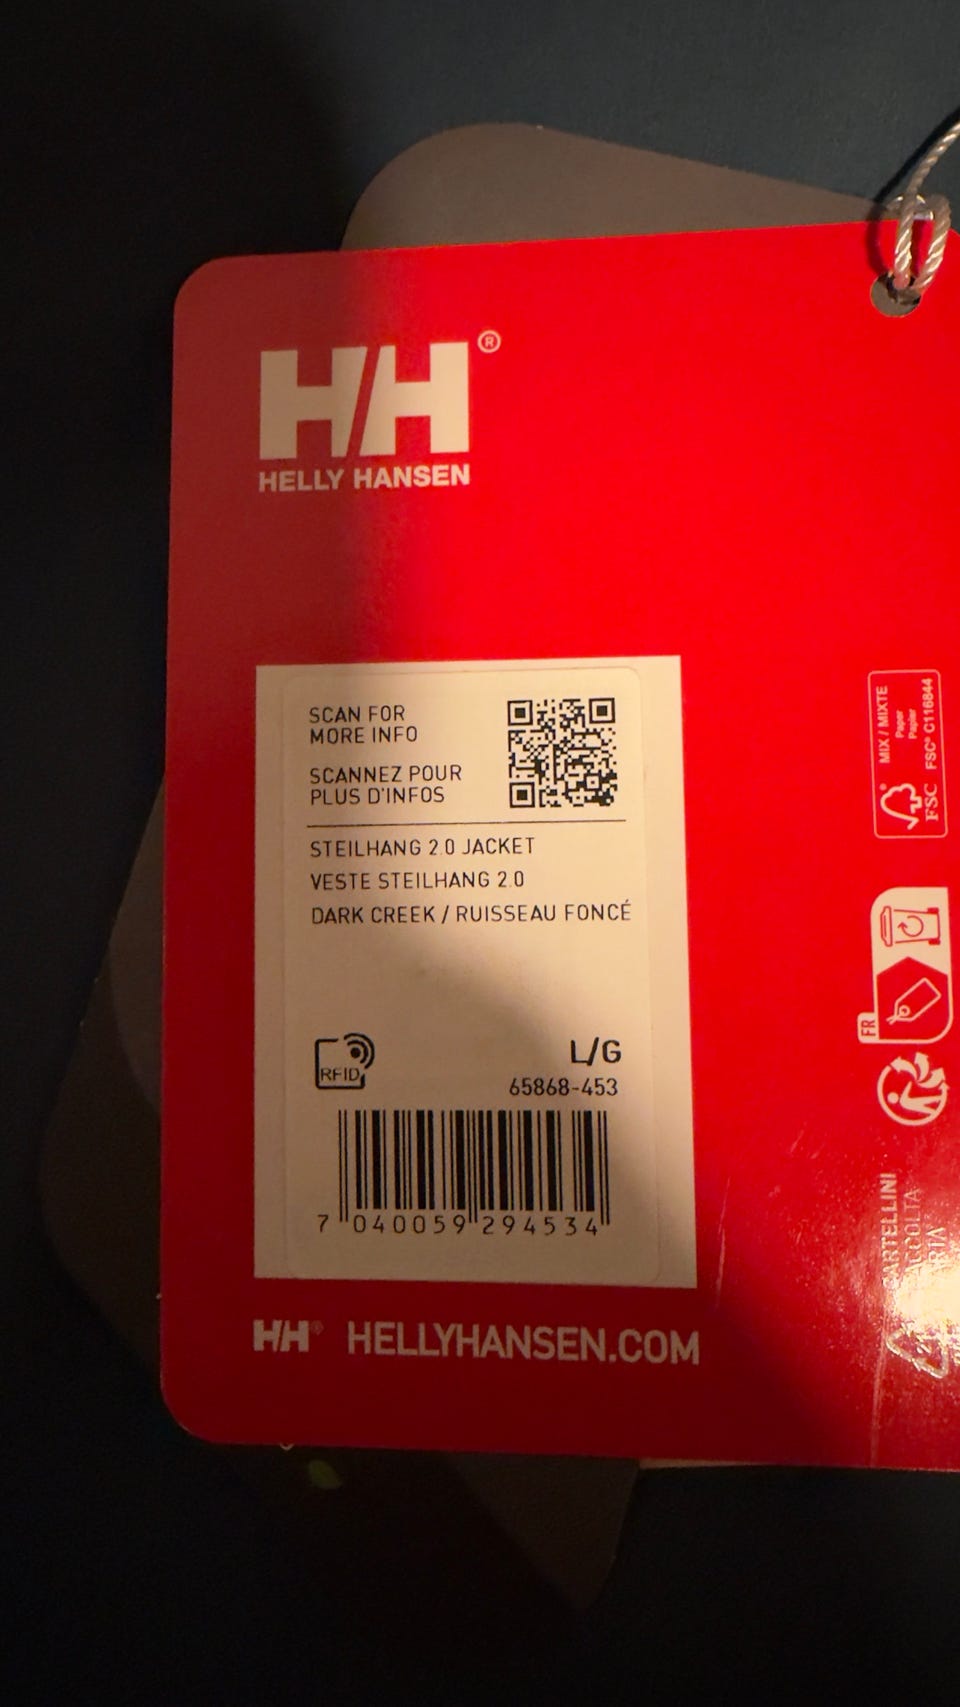 HH®
HELLY HANSEN
SCAN FOR
MORE INFO
SCANNEZ POUR
PLUS D'INFOS
STEILHANG 2.0 JACKET
VESTE STEILHANG 2.0
DARK CREEK / RUISSEAU FONCÉ
RFID
L/G
65868-453
7 040059 294534
HH® HELLYHANSEN.COM
MIX / MIXTE
Paper
Papier
FSC® C116844
FSC
FR